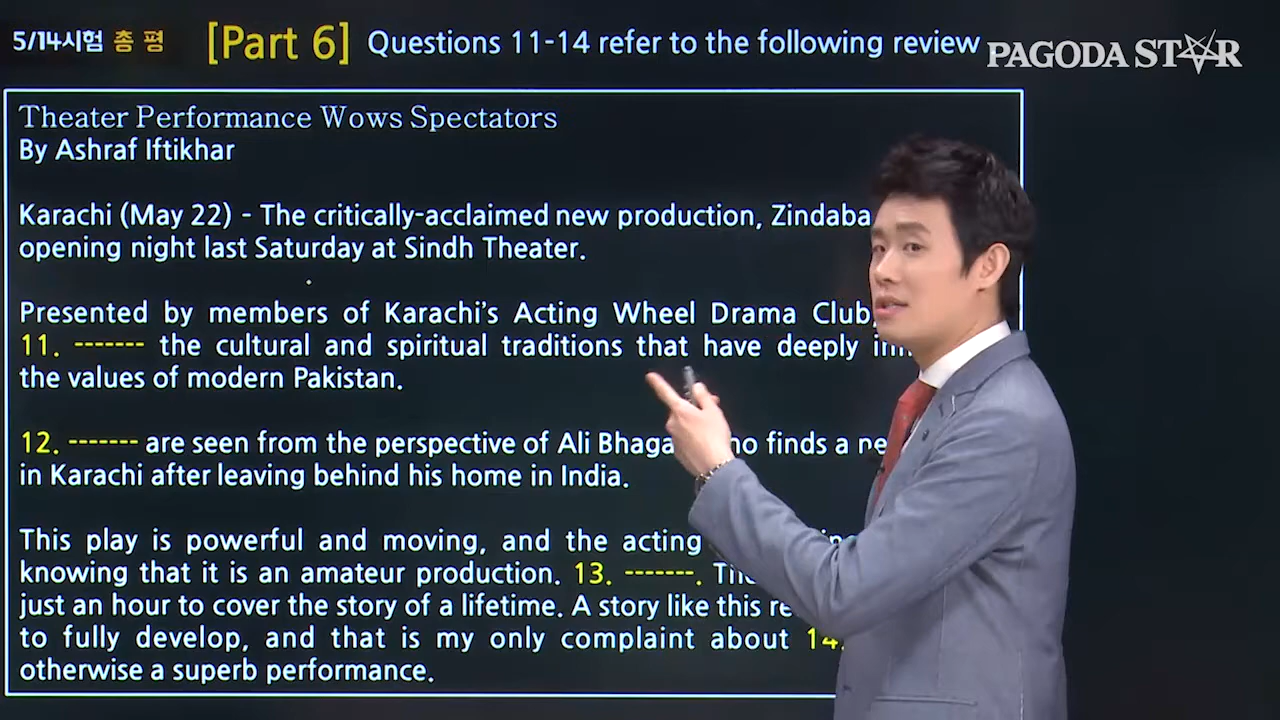 5/14시험 총평 [Part 6] Questions 11-14 refer to the following review
PAGODA STAR
Theater Performance Wows Spectators
By Ashraf Iftikhar
Karachi (May 22) - The critically-acclaimed new production,
opening night last Saturday at Sindh Theater.
Presented by members of Karachi's Acting Wheel Drama Club,
11. ------- the cultural and spiritual traditions that have deeply
the values of modern Pakistan.
12. ------- are seen from the perspective of Ali finds a
in Karachi after leaving behind his home in India.
This play is powerful and moving, and the acting
knowing that it is an amateur production. 13. -------.
just an hour to cover the story of a lifetime. A story like this
to fully develop, and that is my only complaint about 14.
otherwise a superb performance.